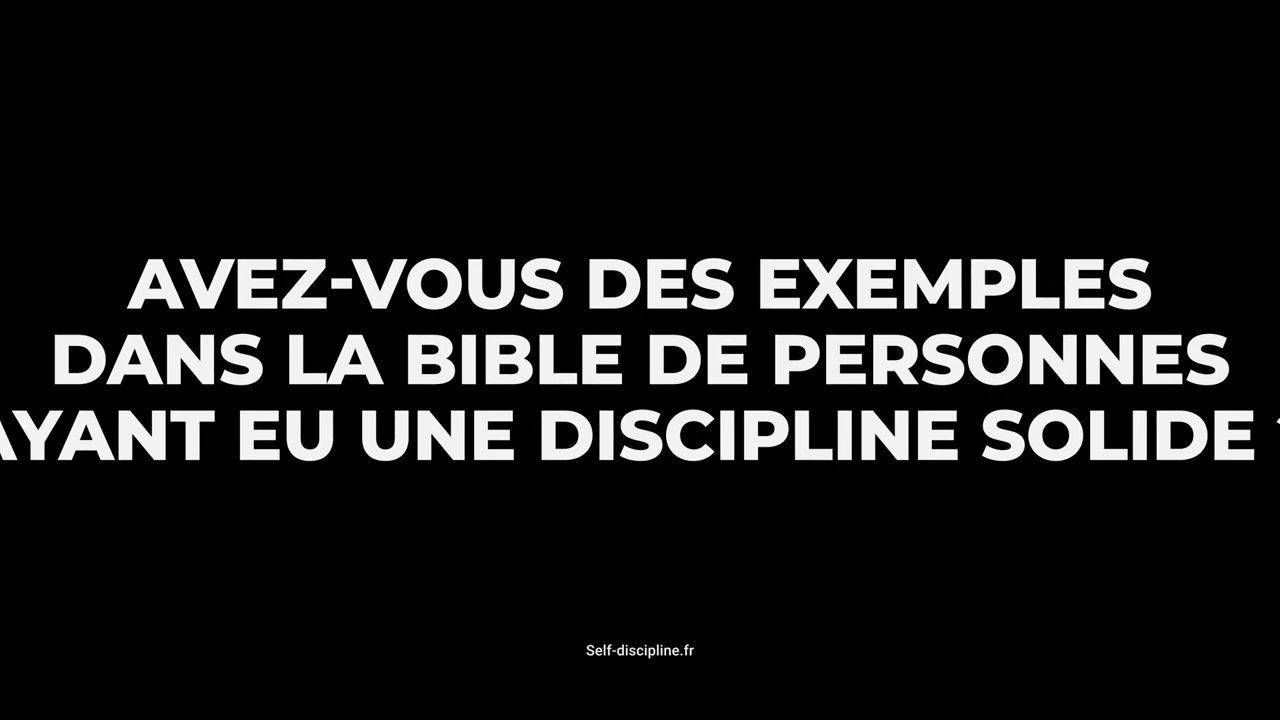 AVEZ-VOUS DES EXEMPLES
DANS LA BIBLE DE PERSONNES
AYANT EU UNE DISCIPLINE SOLIDE ?
Self-discipline.fr